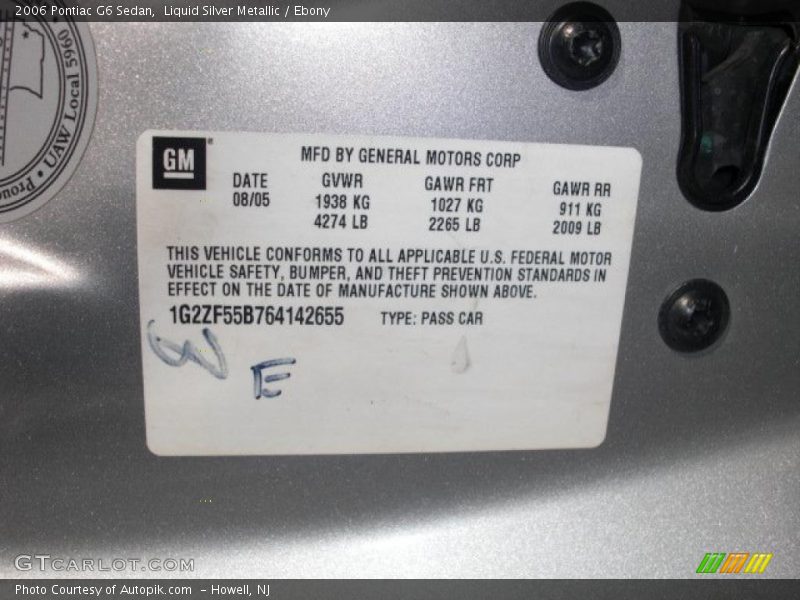 2006 Pontiac G6 Sedan,  Liquid Silver Metallic / Ebony
Proud
UAW Local 5960
GM
MFD BY GENERAL MOTORS CORP
DATE GVWR GAWR FRT GAWR RR
08/05 1938 KG 1027 KG 911 KG
4274 LB 2265 LB 2009 LB
THIS VEHICLE CONFORMS TO ALL APPLICABLE U.S. FEDERAL MOTOR
VEHICLE SAFETY, BUMPER, AND THEFT PREVENTION STANDARDS IN
EFFECT ON THE DATE OF MANUFACTURE SHOWN ABOVE.
1G2ZF55B764142655 TYPE: PASS CAR
E
GTCARLOT.COM
Photo Courtesy of Autopik.com  – Howell, NJ